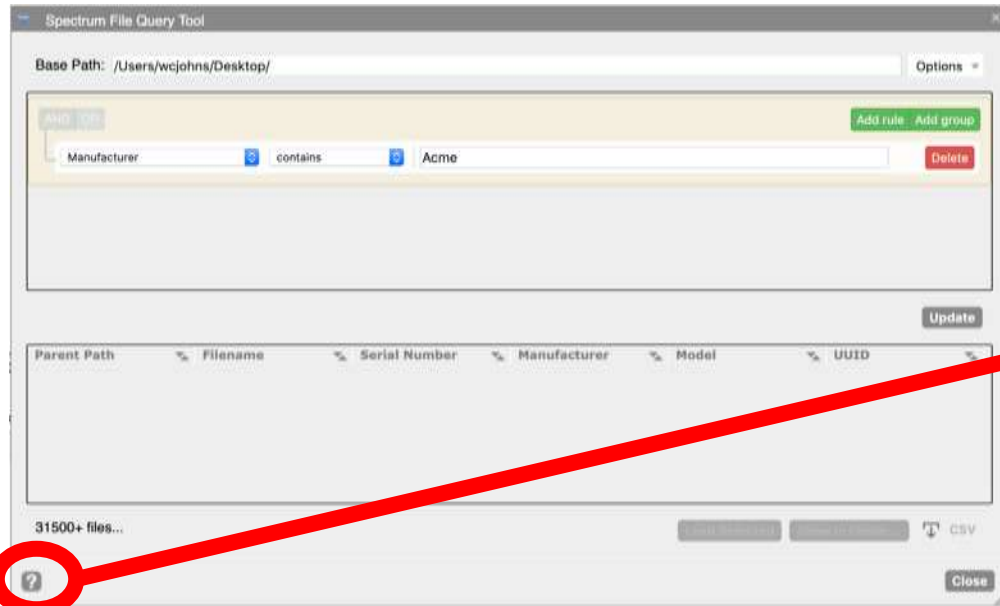 Spectrum File Query Tool
Base Path: /Users/wcjohns/Desktop/ Options
AND OR Add rule Add group
Manufacturer contains Acme Delete
Update
Parent Path Filename Serial Number Manufacturer Model UUID
31500+ files... CSV
? Close